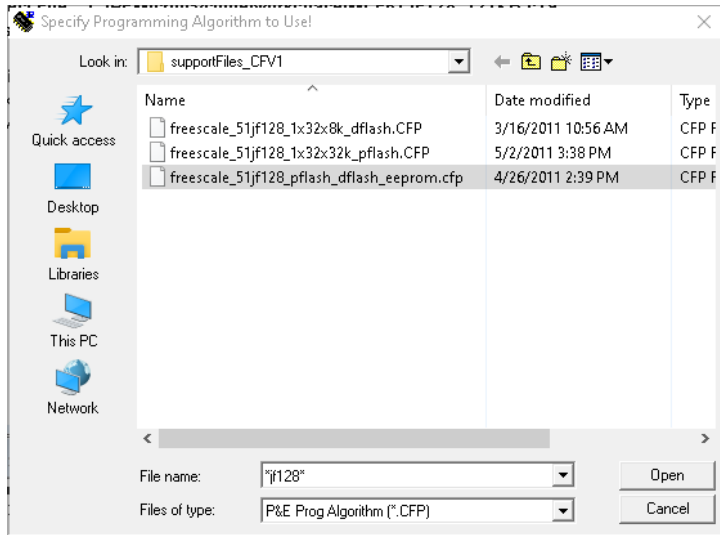 Specify Programming Algorithm to Use!
Look in: supportFiles_CFV1
Name Date modified Type
freescale_51jf128_1x32x8k_dflash.CFP 3/16/2011 10:56 AM CFP F
freescale_51jf128_1x32x32k_pflash.CFP 5/2/2011 3:38 PM CFP F
freescale_51jf128_pflash_dflash_eeprom.cfp 4/26/2011 2:39 PM CFP F
Quick access
Desktop
Libraries
This PC
Network
File name: "*jf128*" Open
Files of type: P&E Prog Algorithm (*.CFP) Cancel